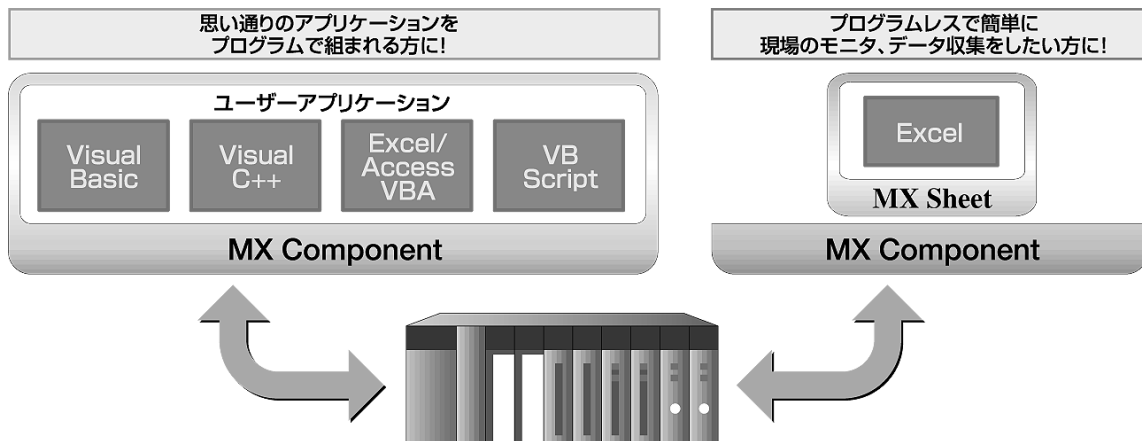 思い通りのアプリケーションを
プログラムで組まれる方に!
ユーザーアプリケーション
Visual
Basic
Visual
C++
Excel/
Access
VBA
VB
Script
MX Component
プログラムレスで簡単に
現場のモニタ、データ収集をしたい方に!
Excel
MX Sheet
MX Component